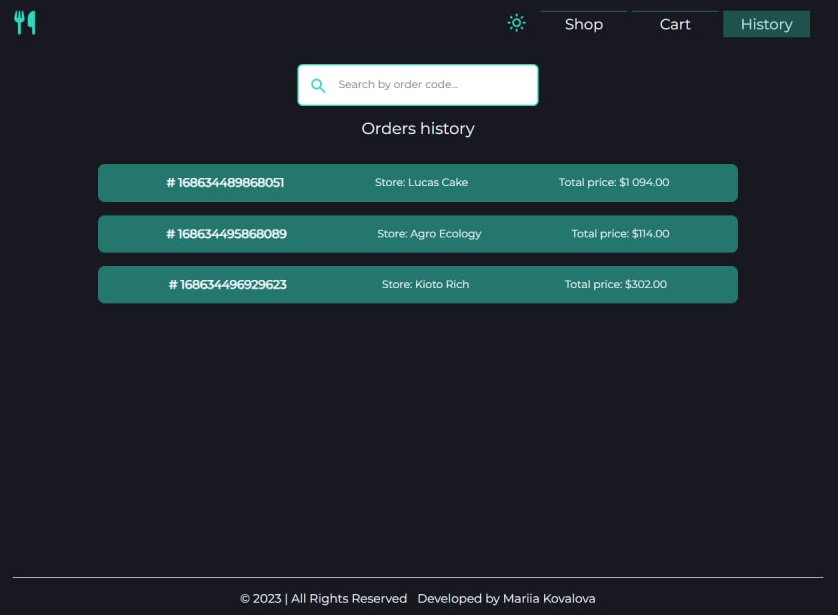 Shop Cart History
Search by order code...
Orders history
# 168634489868051 Store: Lucas Cake Total price: $1 094.00
# 168634495868089 Store: Agro Ecology Total price: $114.00
# 168634496929623 Store: Kioto Rich Total price: $302.00
© 2023 | All Rights Reserved Developed by Mariia Kovalova